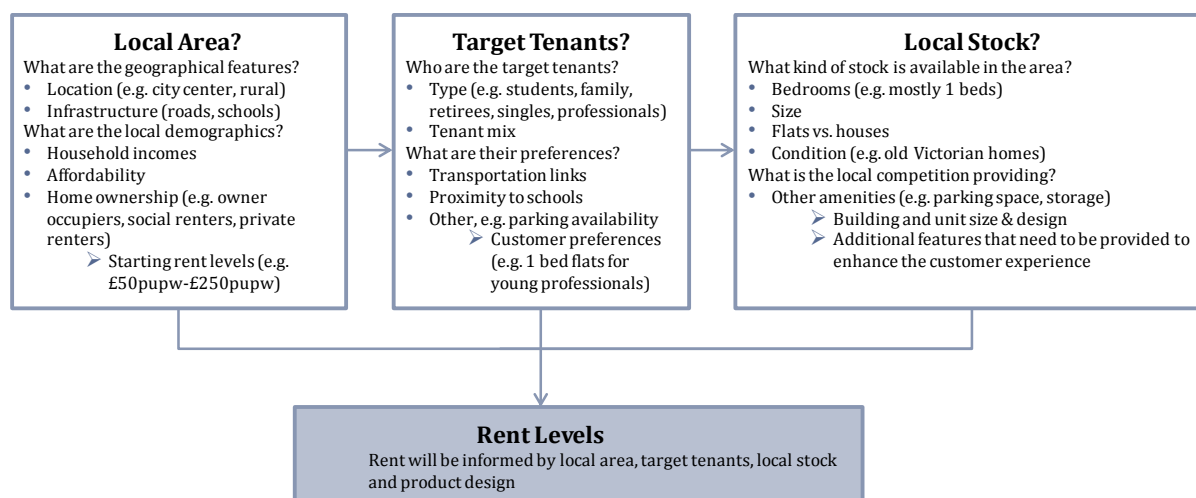 Local Area?
What are the geographical features?
• Location (e.g. city center, rural)
• Infrastructure (roads, schools)
What are the local demographics?
• Household incomes
• Affordability
• Home ownership (e.g. owner
occupiers, social renters, private
renters)
➢ Starting rent levels (e.g.
£50pupw-£250pupw)
Target Tenants?
Who are the target tenants?
• Type (e.g. students, family,
retirees, singles, professionals)
• Tenant mix
What are their preferences?
• Transportation links
• Proximity to schools
• Other, e.g. parking availability
➢ Customer preferences
(e.g. 1 bed flats for
young professionals)
Local Stock?
What kind of stock is available in the area?
• Bedrooms (e.g. mostly 1 beds)
• Size
• Flats vs. houses
• Condition (e.g. old Victorian homes)
What is the local competition providing?
• Other amenities (e.g. parking space, storage)
➢ Building and unit size & design
➢ Additional features that need to be provided to
enhance the customer experience
Rent Levels
Rent will be informed by local area, target tenants, local stock
and product design